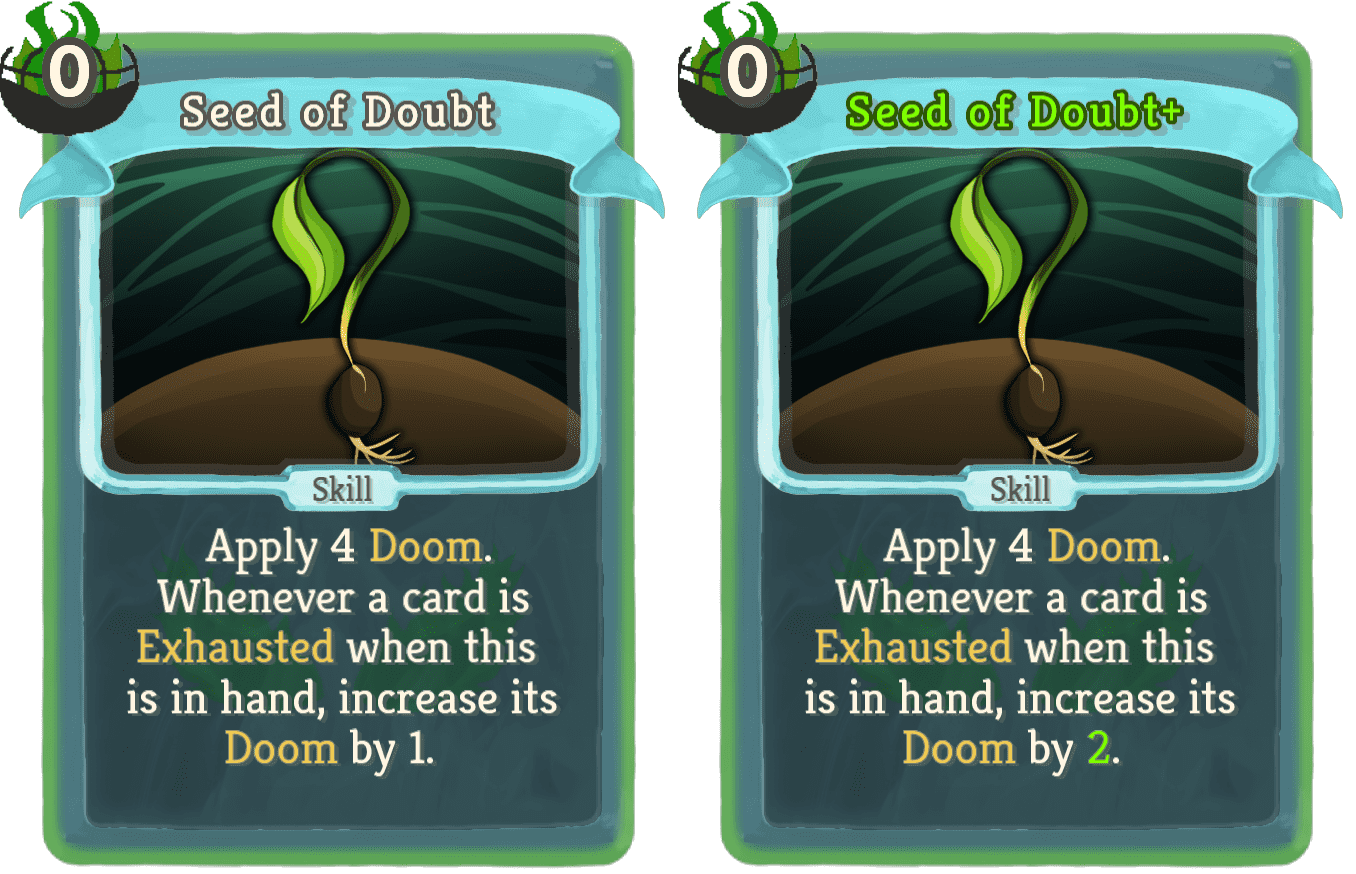 0
Seed of Doubt
Skill
Apply 4 Doom.
Whenever a card is
Exhausted when this
is in hand, increase its
Doom by 1.
0
Seed of Doubt+
Skill
Apply 4 Doom.
Whenever a card is
Exhausted when this
is in hand, increase its
Doom by 2.